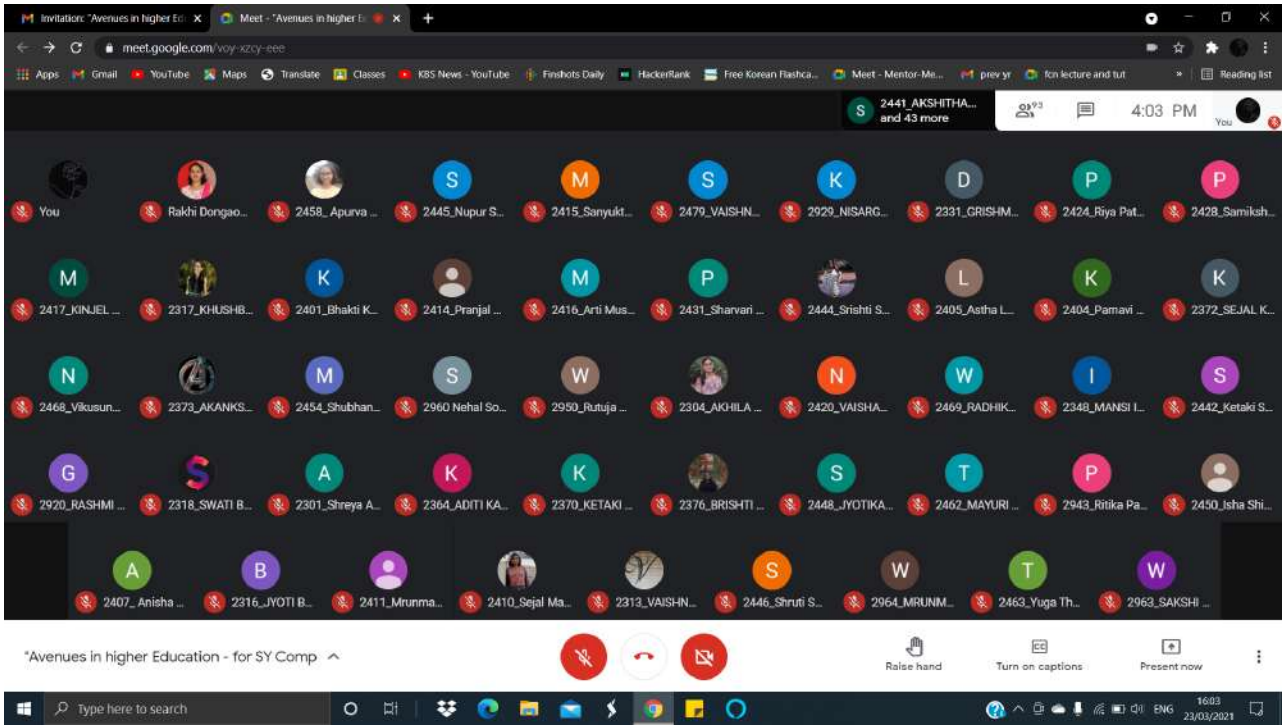 Invitation: "Avenues in higher Ed
Meet - "Avenues in higher E
meet.google.com/voy-xzcy-eee
Apps Gmail YouTube Maps Translate Classes KBS News - YouTube Finshots Daily HackerRank Free Korean Flashca... Meet - Mentor-Me... prev yr fcn lecture and tut » Reading list
S 2441_AKSHITHA... and 43 more 93 4:03 PM You
S M S K D P P
You Rakhi Dongao... 2458_ Apurva ... 2445_Nupur S... 2415_Sanyukt... 2479_VAISHN... 2929_NISARG... 2331_GRISHM... 2424_Riya Pat... 2428_Samiksh...
M K M P L K K
2417_KINJEL ... 2317_KHUSHB... 2401_Bhakti K... 2414_Pranjal ... 2416_Arti Mus... 2431_Sharvari ... 2444_Srishti S... 2405_Astha L... 2404_Parnavi ... 2372_SEJAL K...
N M S W N W I S
2468_Vikusun... 2373_AKANKS... 2454_Shubhan... 2960 Nehal So... 2950_Rutuja ... 2304_AKHILA ... 2420_VAISHA... 2469_RADHIK... 2348_MANSI I... 2442_Ketaki S...
G S A K K S T P
2920_RASHMI ... 2318_SWATI B... 2301_Shreya A... 2364_ADITI KA... 2370_KETAKI ... 2376_BRISHTI ... 2448_JYOTIKA... 2462_MAYURI ... 2943_Ritika Pa... 2450_Isha Shi...
A B S W T W
2407_ Anisha ... 2316_JYOTI B... 2411_Mrunma... 2410_Sejal Ma... 2313_VAISHN... 2446_Shruti S... 2964_MRUNM... 2463_Yuga Th... 2963_SAKSHI ...
"Avenues in higher Education - for SY Comp
Raise hand
CC
Turn on captions
Present now
Type here to search
ENG
16:03
23/03/2021